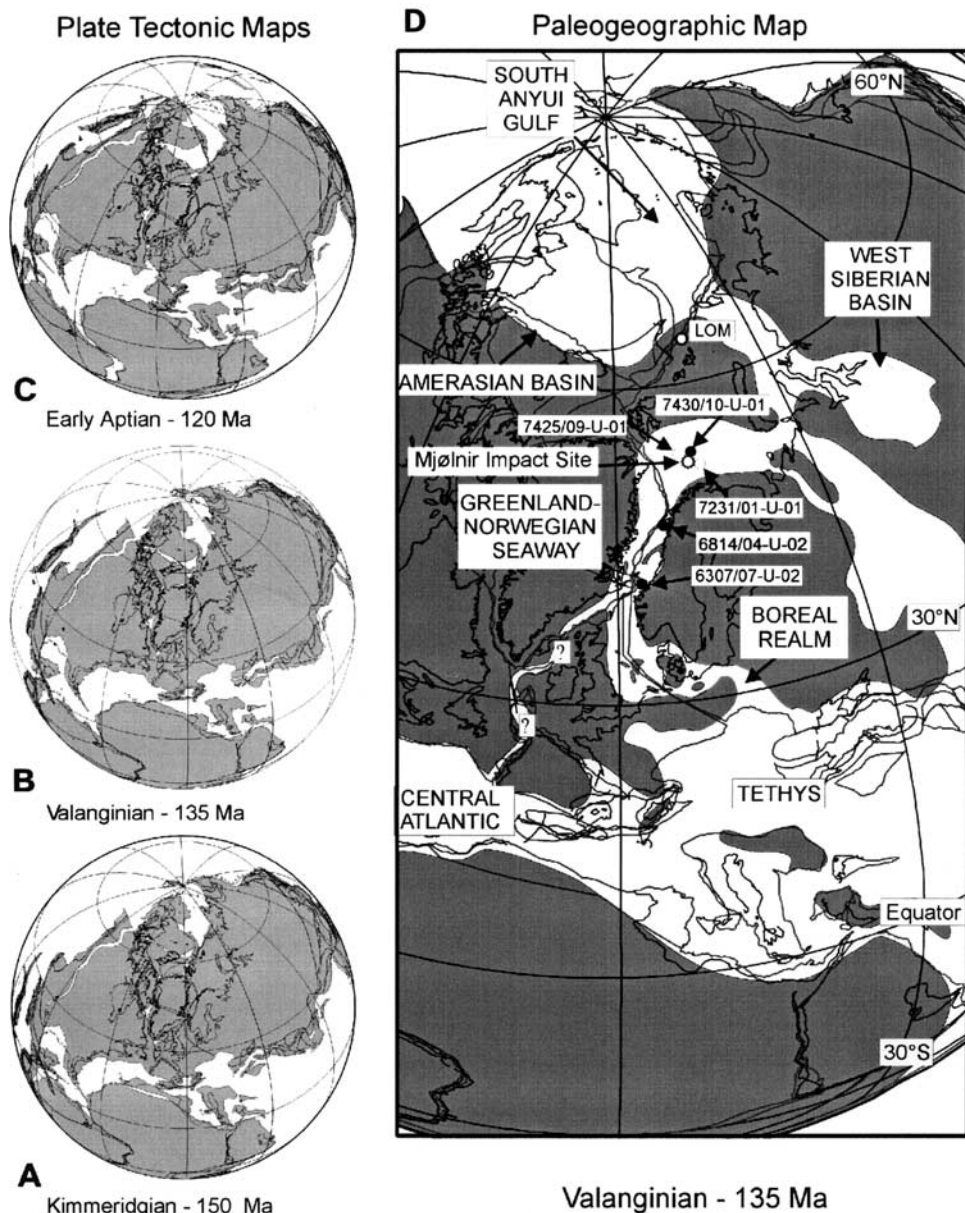 Plate Tectonic Maps
C
Early Aptian - 120 Ma
B
Valanginian - 135 Ma
A
Kimmeridgian - 150 Ma
D
Paleogeographic Map
SOUTH
ANYUI
GULF
60°N
WEST
SIBERIAN
BASIN
LOM
AMERASIAN BASIN
7430/10-U-01
7425/09-U-01
Mjølnir Impact Site
GREENLAND-
NORWEGIAN
SEAWAY
7231/01-U-01
6814/04-U-02
6307/07-U-02
BOREAL
REALM
30°N
?
?
CENTRAL
ATLANTIC
TETHYS
Equator
30°S
Valanginian - 135 Ma